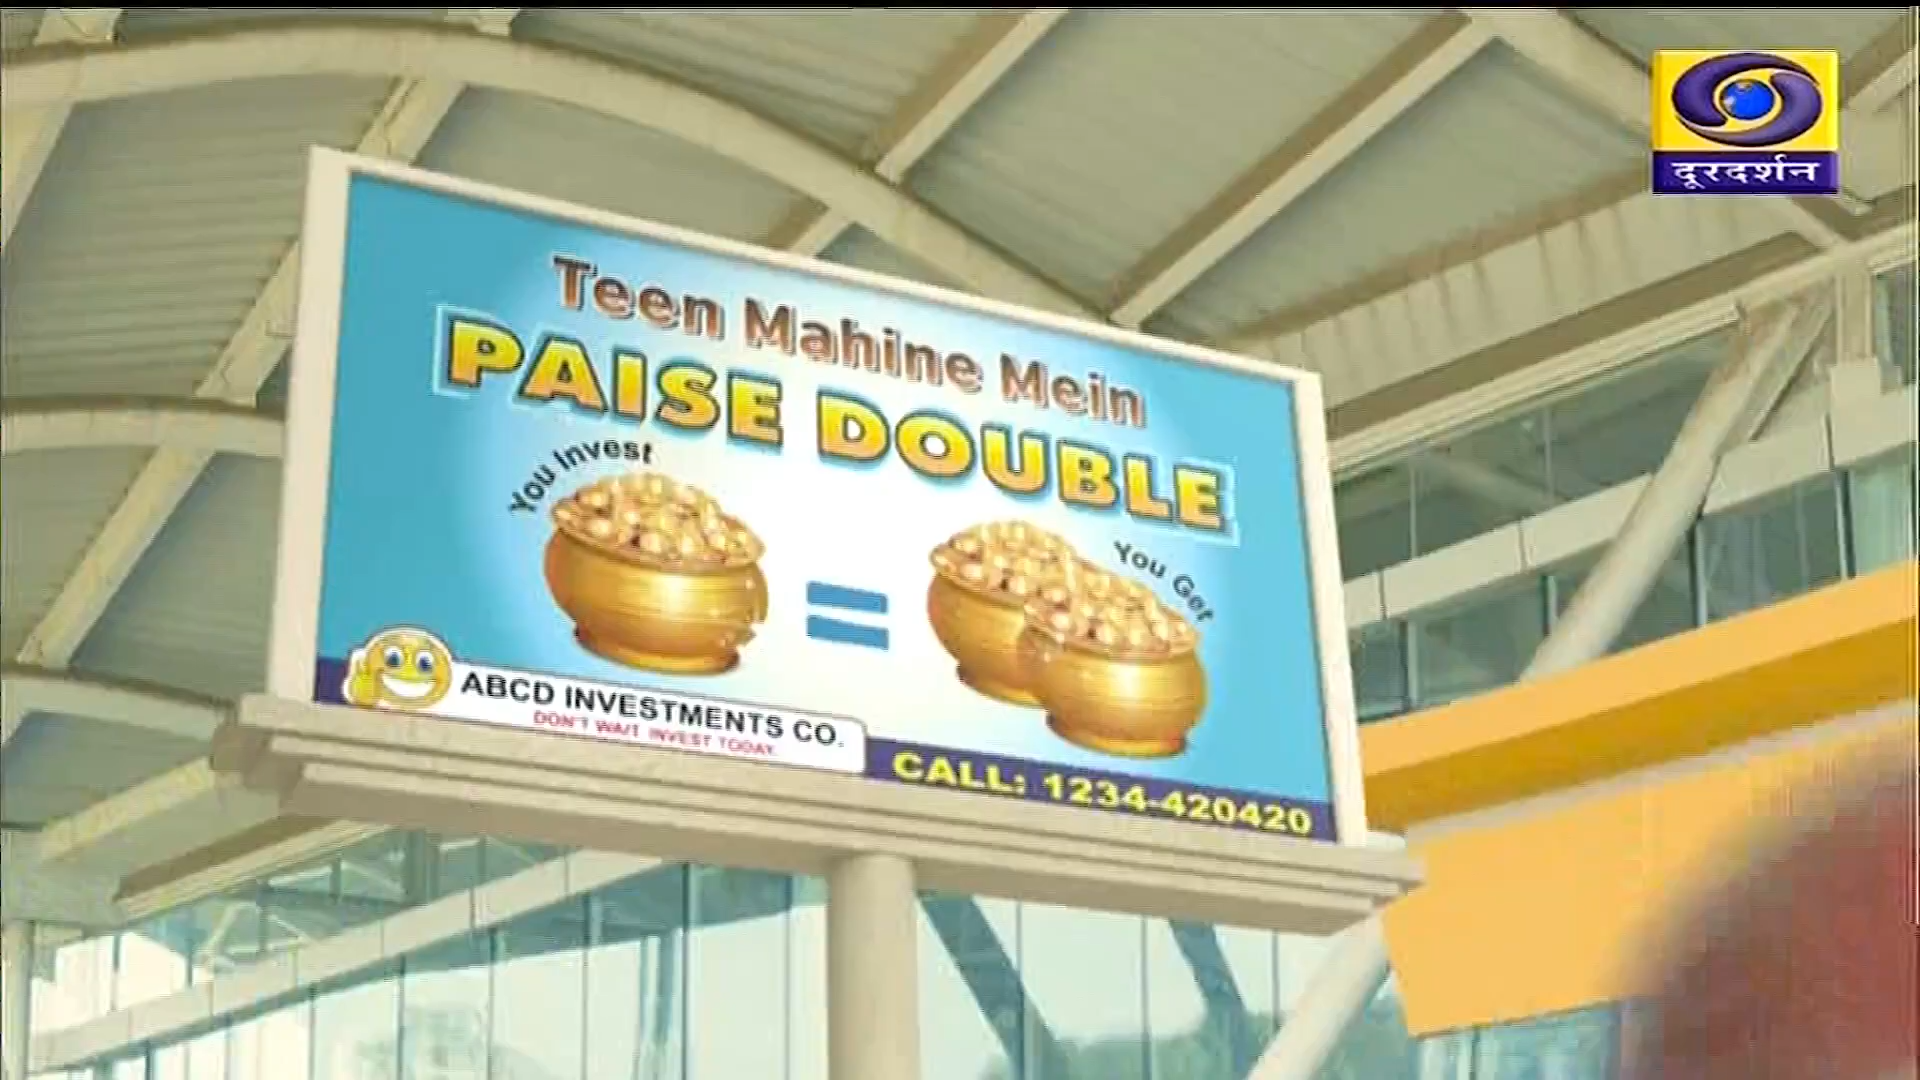 दूरदर्शन
Teen Mahine Mein
PAISE DOUBLE
You Invest
You Get
=
ABCD INVESTMENTS CO.
DON'T WAIT INVEST TODAY.
CALL: 1234-420420